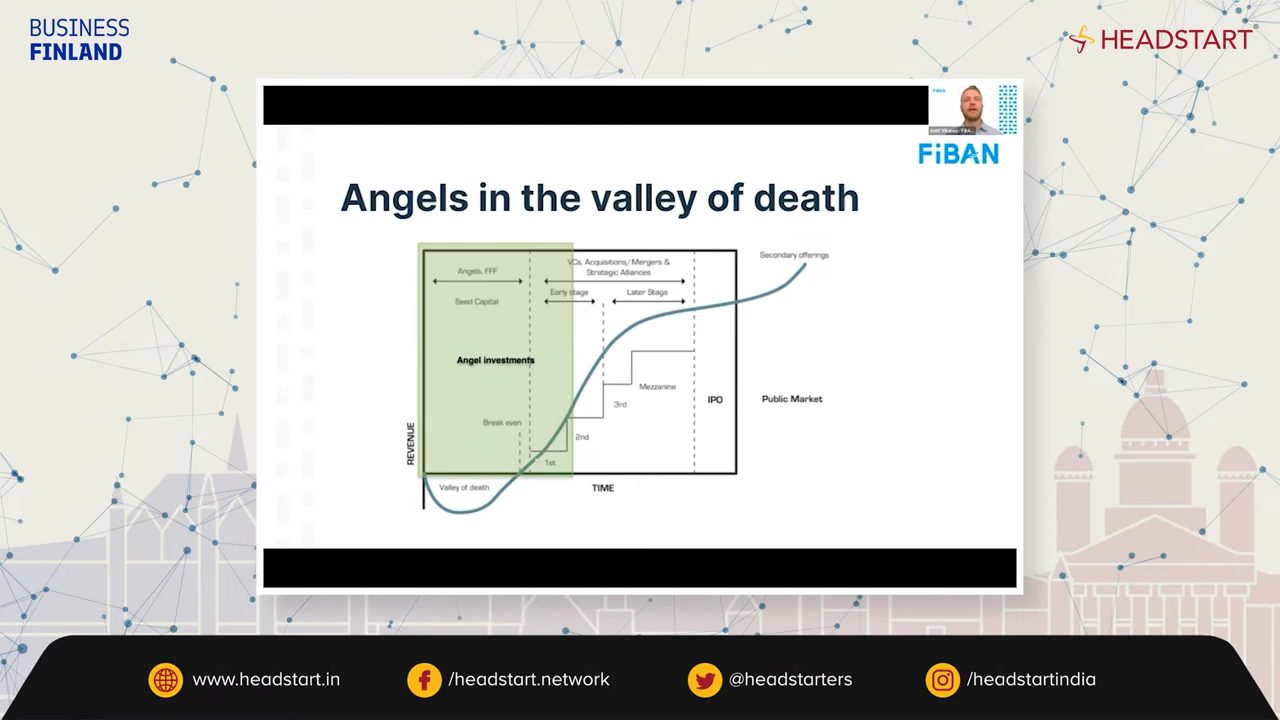 BUSINESS
FINLAND
HEADSTART
FiBAN
Angels in the valley of death
Angels, FFF
VCs, Acquisitions/Mergers &
Strategic Alliances
Secondary offerings
Seed Capital
Early stage
Later Stage
Angel investments
Mezzanine
IPO
Public Market
3rd
Break even
2nd
1st
REVENUE
Valley of death
TIME
www.headstart.in
/headstart.network
@headstarters
/headstartindia